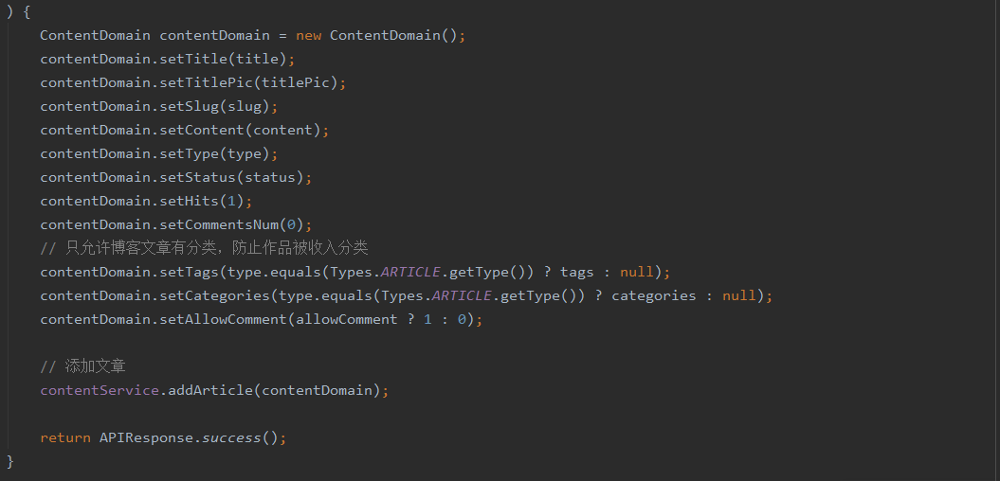 ) {
ContentDomain contentDomain = new ContentDomain();
contentDomain.setTitle(title);
contentDomain.setTitlePic(titlePic);
contentDomain.setSlug(slug);
contentDomain.setContent(content);
contentDomain.setType(type);
contentDomain.setStatus(status);
contentDomain.setHits(1);
contentDomain.setCommentsNum(0);
// 只允许博客文章有分类，防止作品被收入分类
contentDomain.setTags(type.equals(Types.ARTICLE.getType()) ? tags : null);
contentDomain.setCategories(type.equals(Types.ARTICLE.getType()) ? categories : null);
contentDomain.setAllowComment(allowComment ? 1 : 0);
// 添加文章
contentService.addArticle(contentDomain);
return APIResponse.success();
}